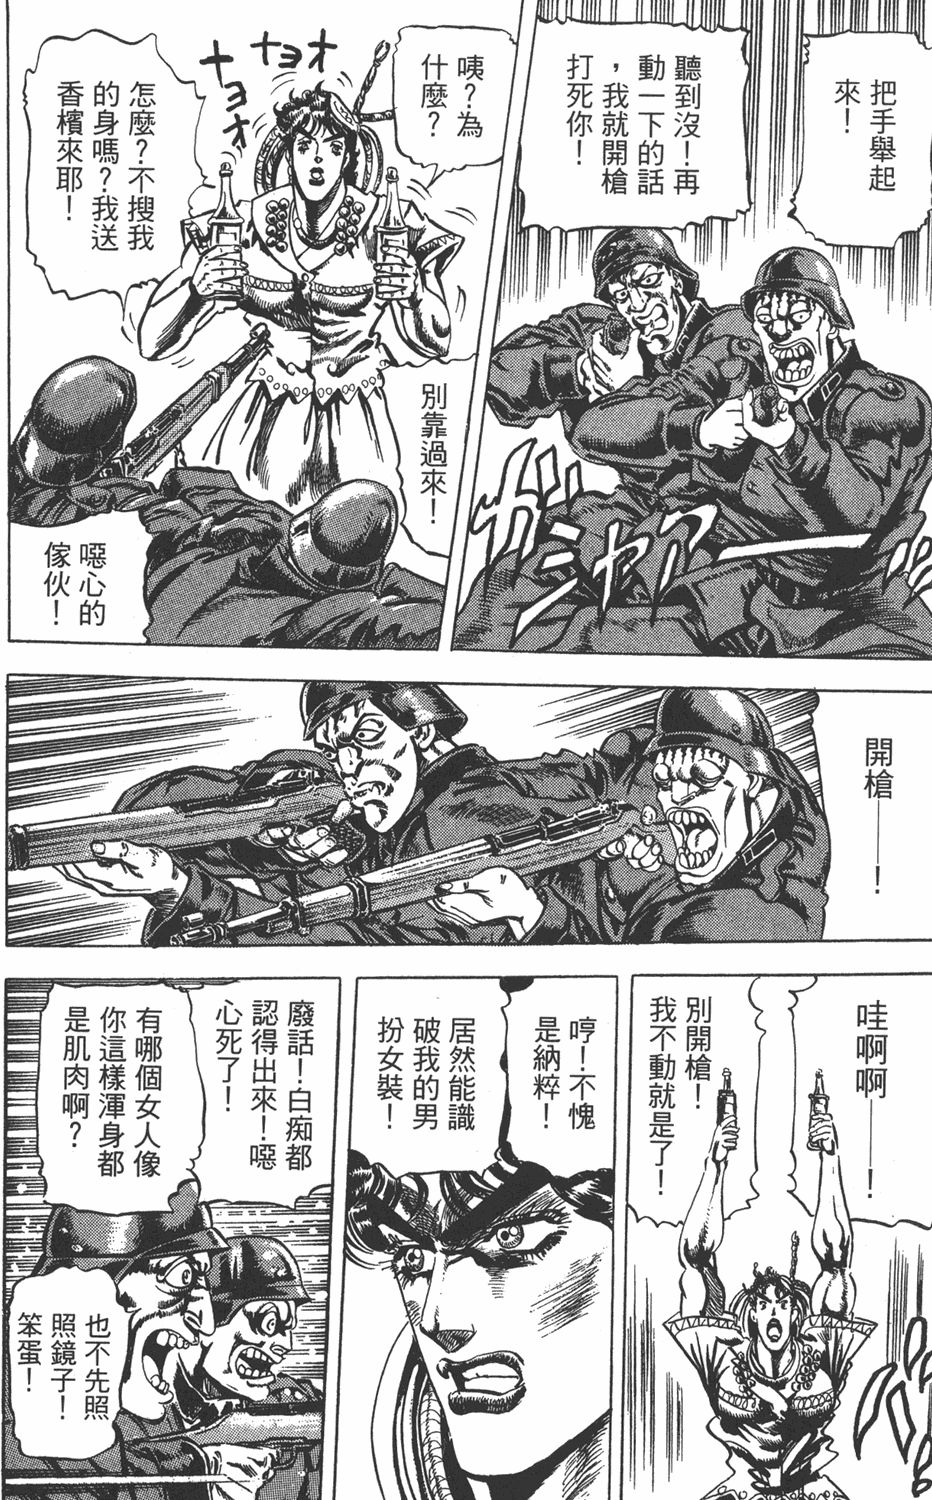 把手舉起
來！
聽到沒！再
動一下的話
，我就開槍
打死你！
ガシャアー
咦？為
什麼？
ナヨオ
ナヨオ
怎麼？不搜我
的身嗎？我送
香檳來耶！
別靠過來！
噁心的
傢伙！
開槍——！
哇啊啊——！
別開槍！
我不動就是了！
哼！不愧
是納粹！
居然能識
破我的男
扮女裝！
廢話！白痴都
認得出來！噁
心死了！
有哪個女人像
你這樣渾身都
是肌肉啊？
也不先照
照鏡子！
笨蛋！